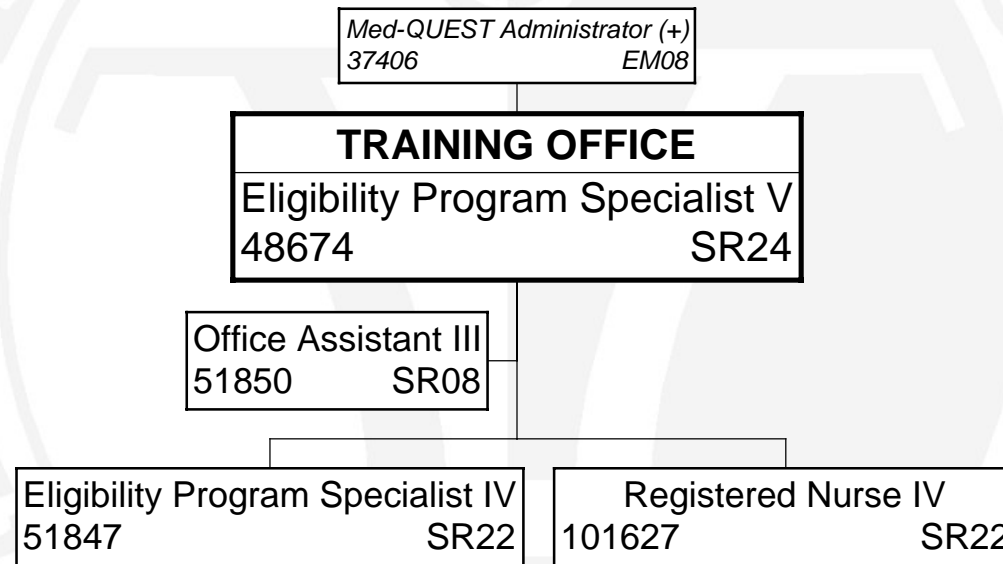 Med-QUEST Administrator (+)
37406 EM08
TRAINING OFFICE
Eligibility Program Specialist V
48674 SR24
Office Assistant III
51850 SR08
Eligibility Program Specialist IV
51847 SR22
Registered Nurse IV
101627 SR22